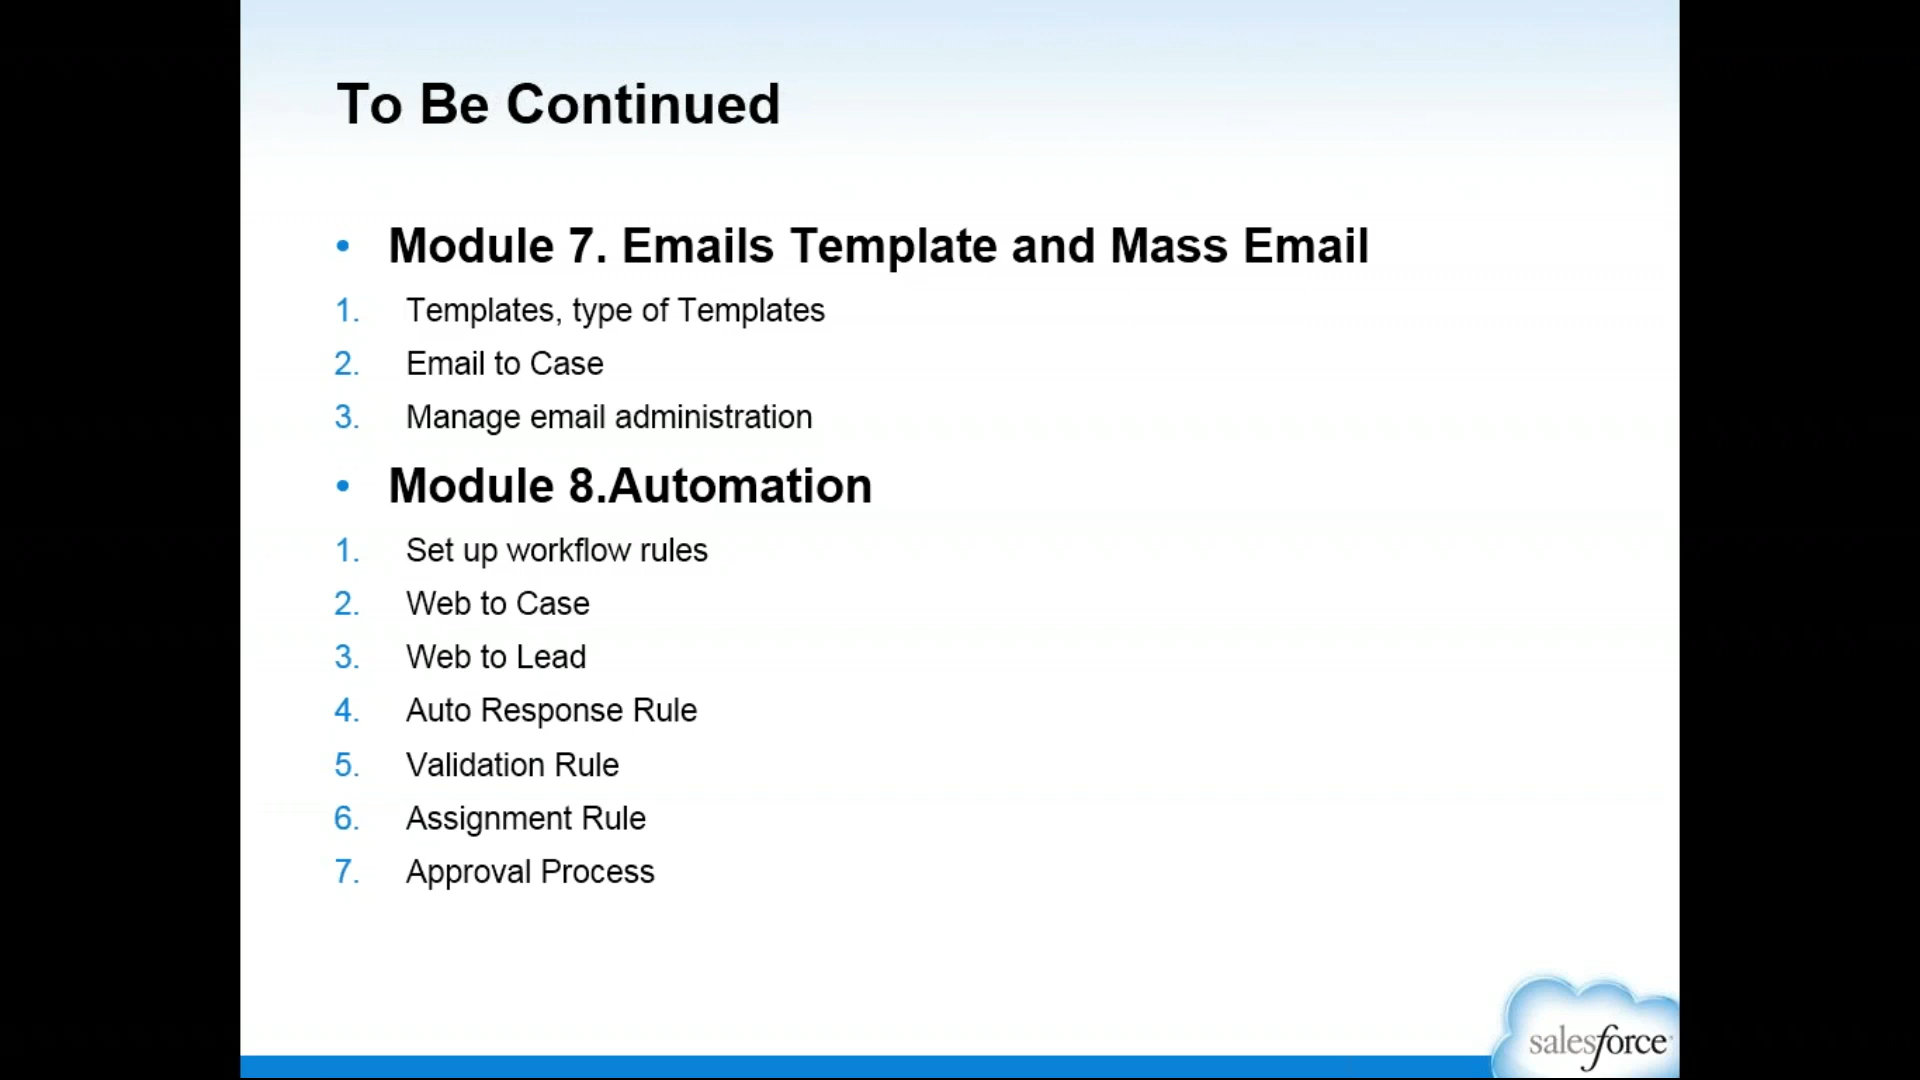 To Be Continued
• Module 7. Emails Template and Mass Email
1. Templates, type of Templates
2. Email to Case
3. Manage email administration
• Module 8.Automation
1. Set up workflow rules
2. Web to Case
3. Web to Lead
4. Auto Response Rule
5. Validation Rule
6. Assignment Rule
7. Approval Process
salesforce